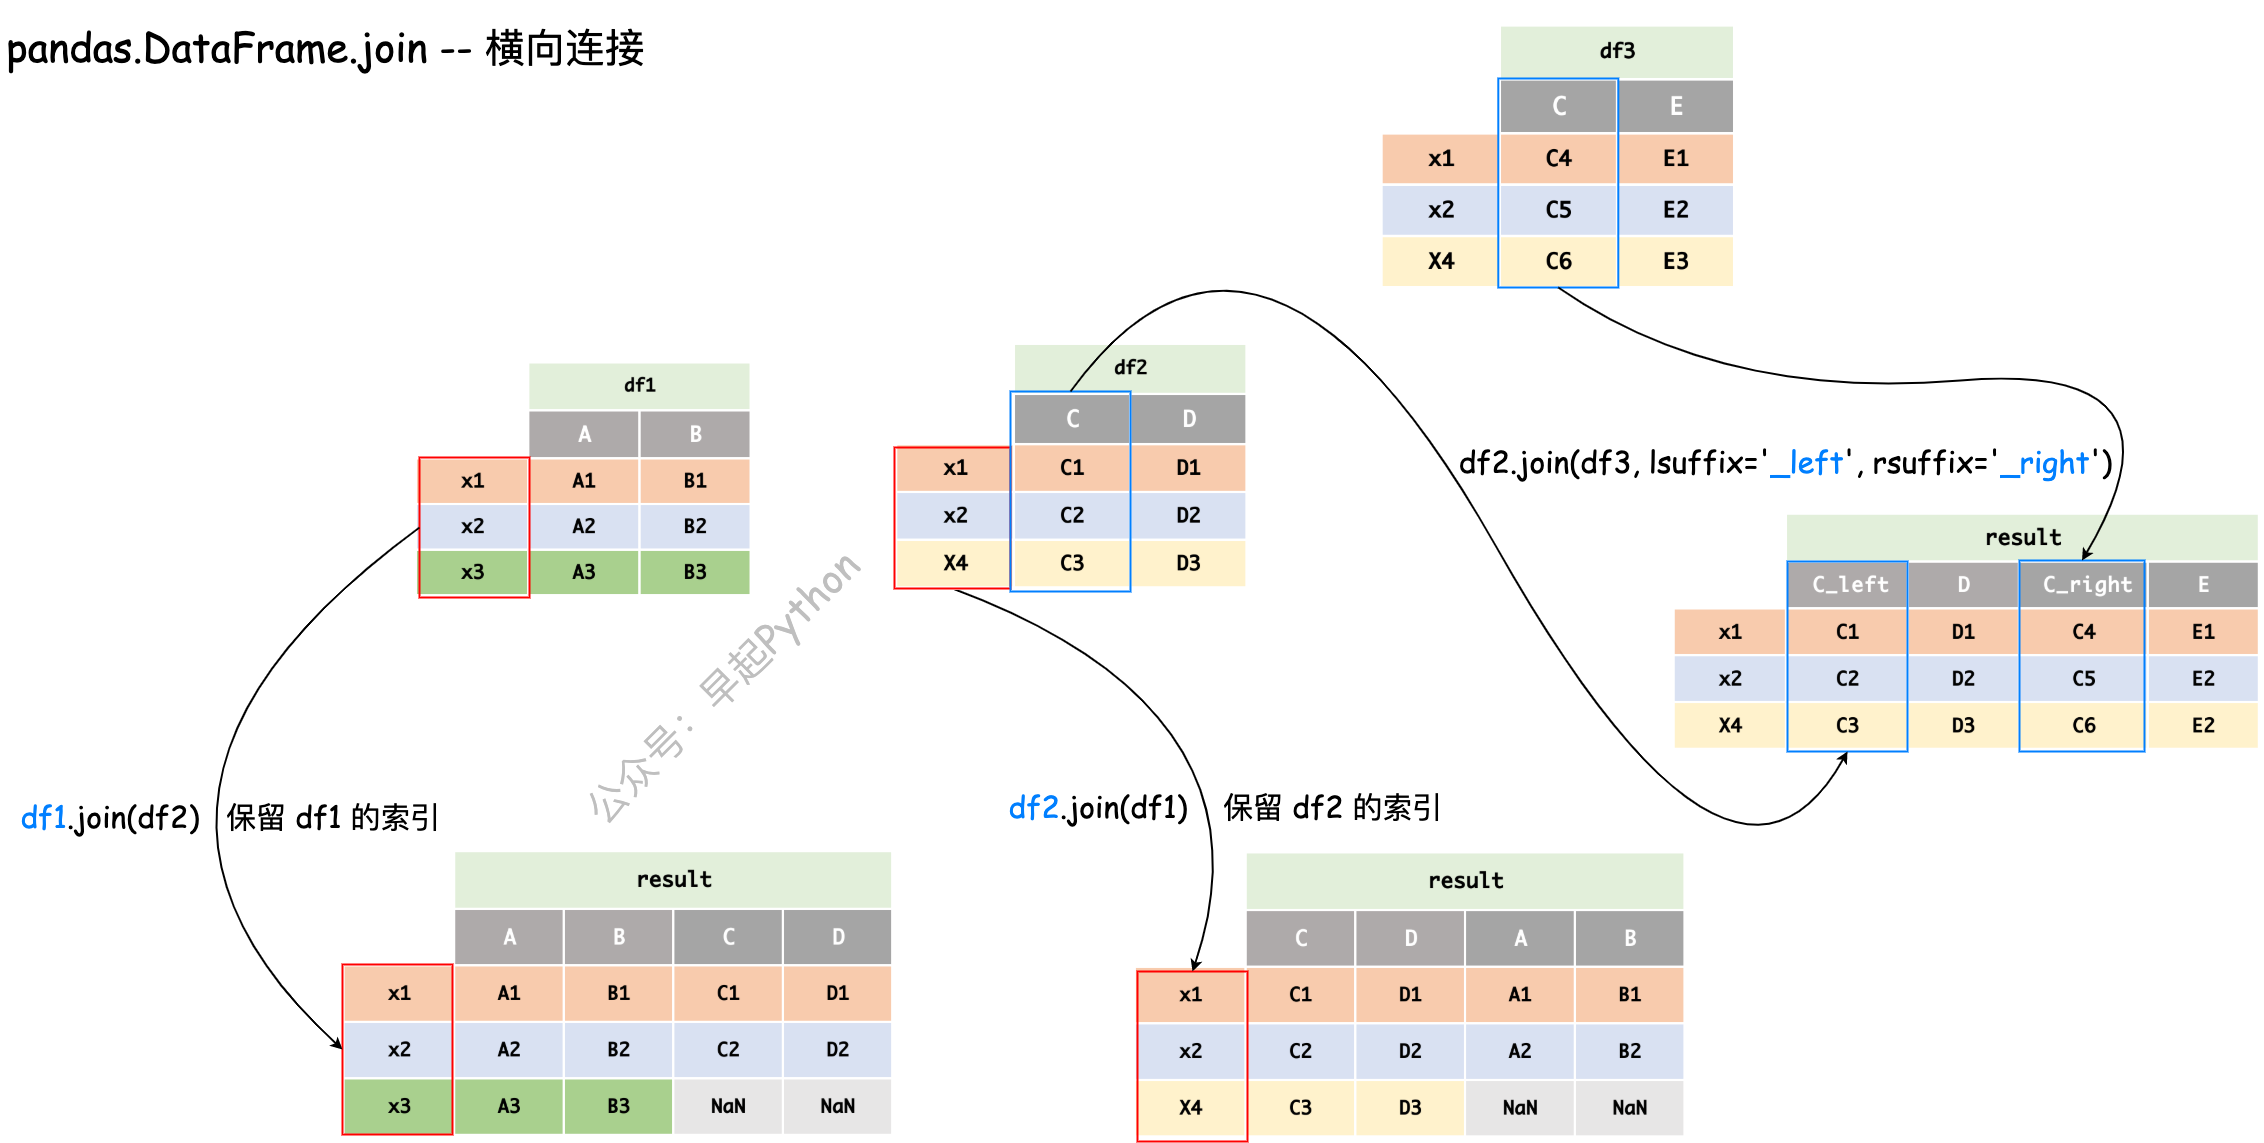 pandas.DataFrame.join -- 横向连接
df3
C E
x1 C4 E1
x2 C5 E2
X4 C6 E3
df1
A B
x1 A1 B1
x2 A2 B2
x3 A3 B3
df2
C D
x1 C1 D1
x2 C2 D2
X4 C3 D3
df2.join(df3, lsuffix='_left', rsuffix='_right')
result
C_left D C_right E
x1 C1 D1 C4 E1
x2 C2 D2 C5 E2
X4 C3 D3 C6 E2
公众号：早起Python
df1.join(df2) 保留 df1 的索引
result
A B C D
x1 A1 B1 C1 D1
x2 A2 B2 C2 D2
x3 A3 B3 NaN NaN
df2.join(df1) 保留 df2 的索引
result
C D A B
x1 C1 D1 A1 B1
x2 C2 D2 A2 B2
X4 C3 D3 NaN NaN